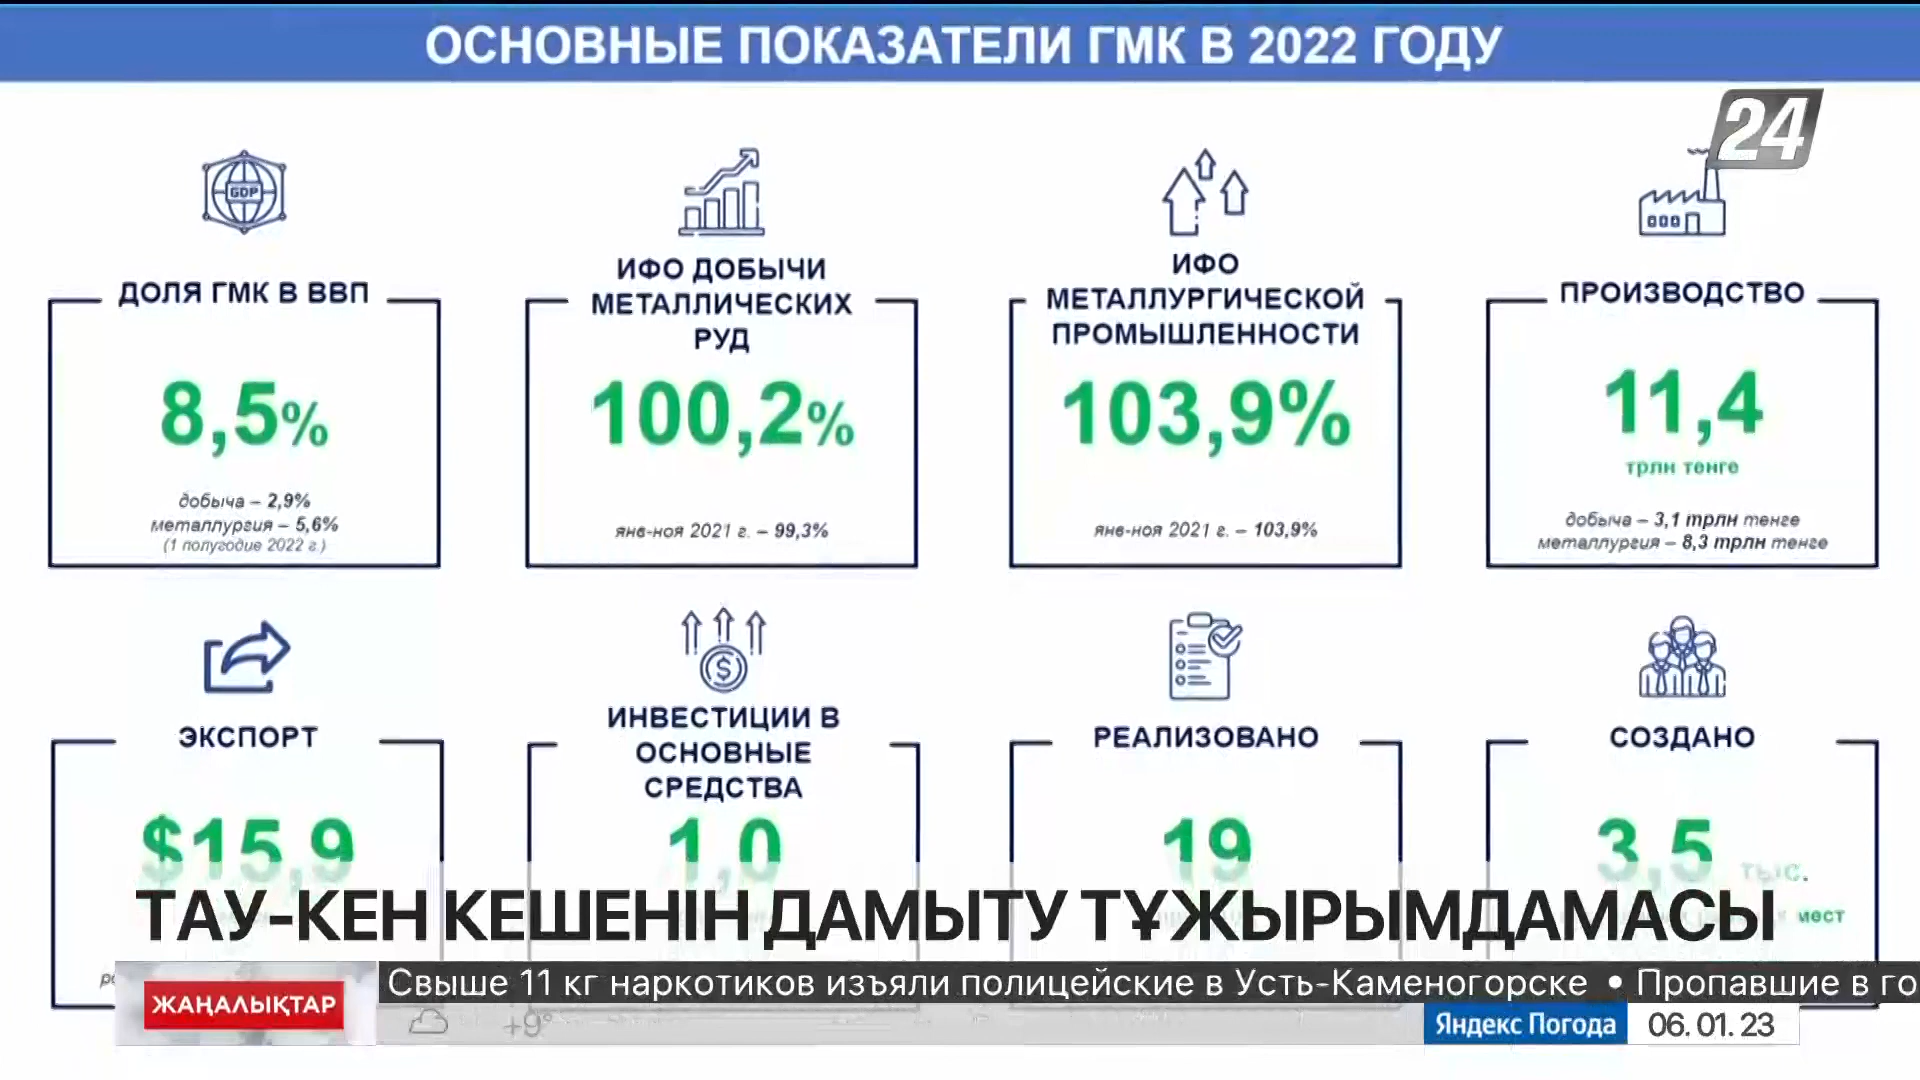 ОСНОВНЫЕ ПОКАЗАТЕЛИ ГМК В 2022 ГОДУ
24
GDP
ДОЛЯ ГМК В ВВП
8,5%
добыча – 2,9%
металлургия – 5,6%
(1 полугодие 2022 г.)
ИФО ДОБЫЧИ
МЕТАЛЛИЧЕСКИХ
РУД
100,2%
янв-ноя 2021 г. – 99,3%
ИФО
МЕТАЛЛУРГИЧЕСКОЙ
ПРОМЫШЛЕННОСТИ
103,9%
янв-ноя 2021 г. – 103,9%
ПРОИЗВОДСТВО
11,4
трлн тенге
добыча – 3,1 трлн тенге
металлургия – 8,3 трлн тенге
ЭКСПОРТ
$15,9
ИНВЕСТИЦИИ В
ОСНОВНЫЕ
СРЕДСТВА
1,0
РЕАЛИЗОВАНО
19
СОЗДАНО
3,5 тыс.
мест
ТАУ-КЕН КЕШЕНІН ДАМЫТУ ТҰЖЫРЫМДАМАСЫ
ЖАҢАЛЫҚТАР
Свыше 11 кг наркотиков изъяли полицейские в Усть-Каменогорске • Пропавшие в го
+9°
Яндекс Погода
06.01.23